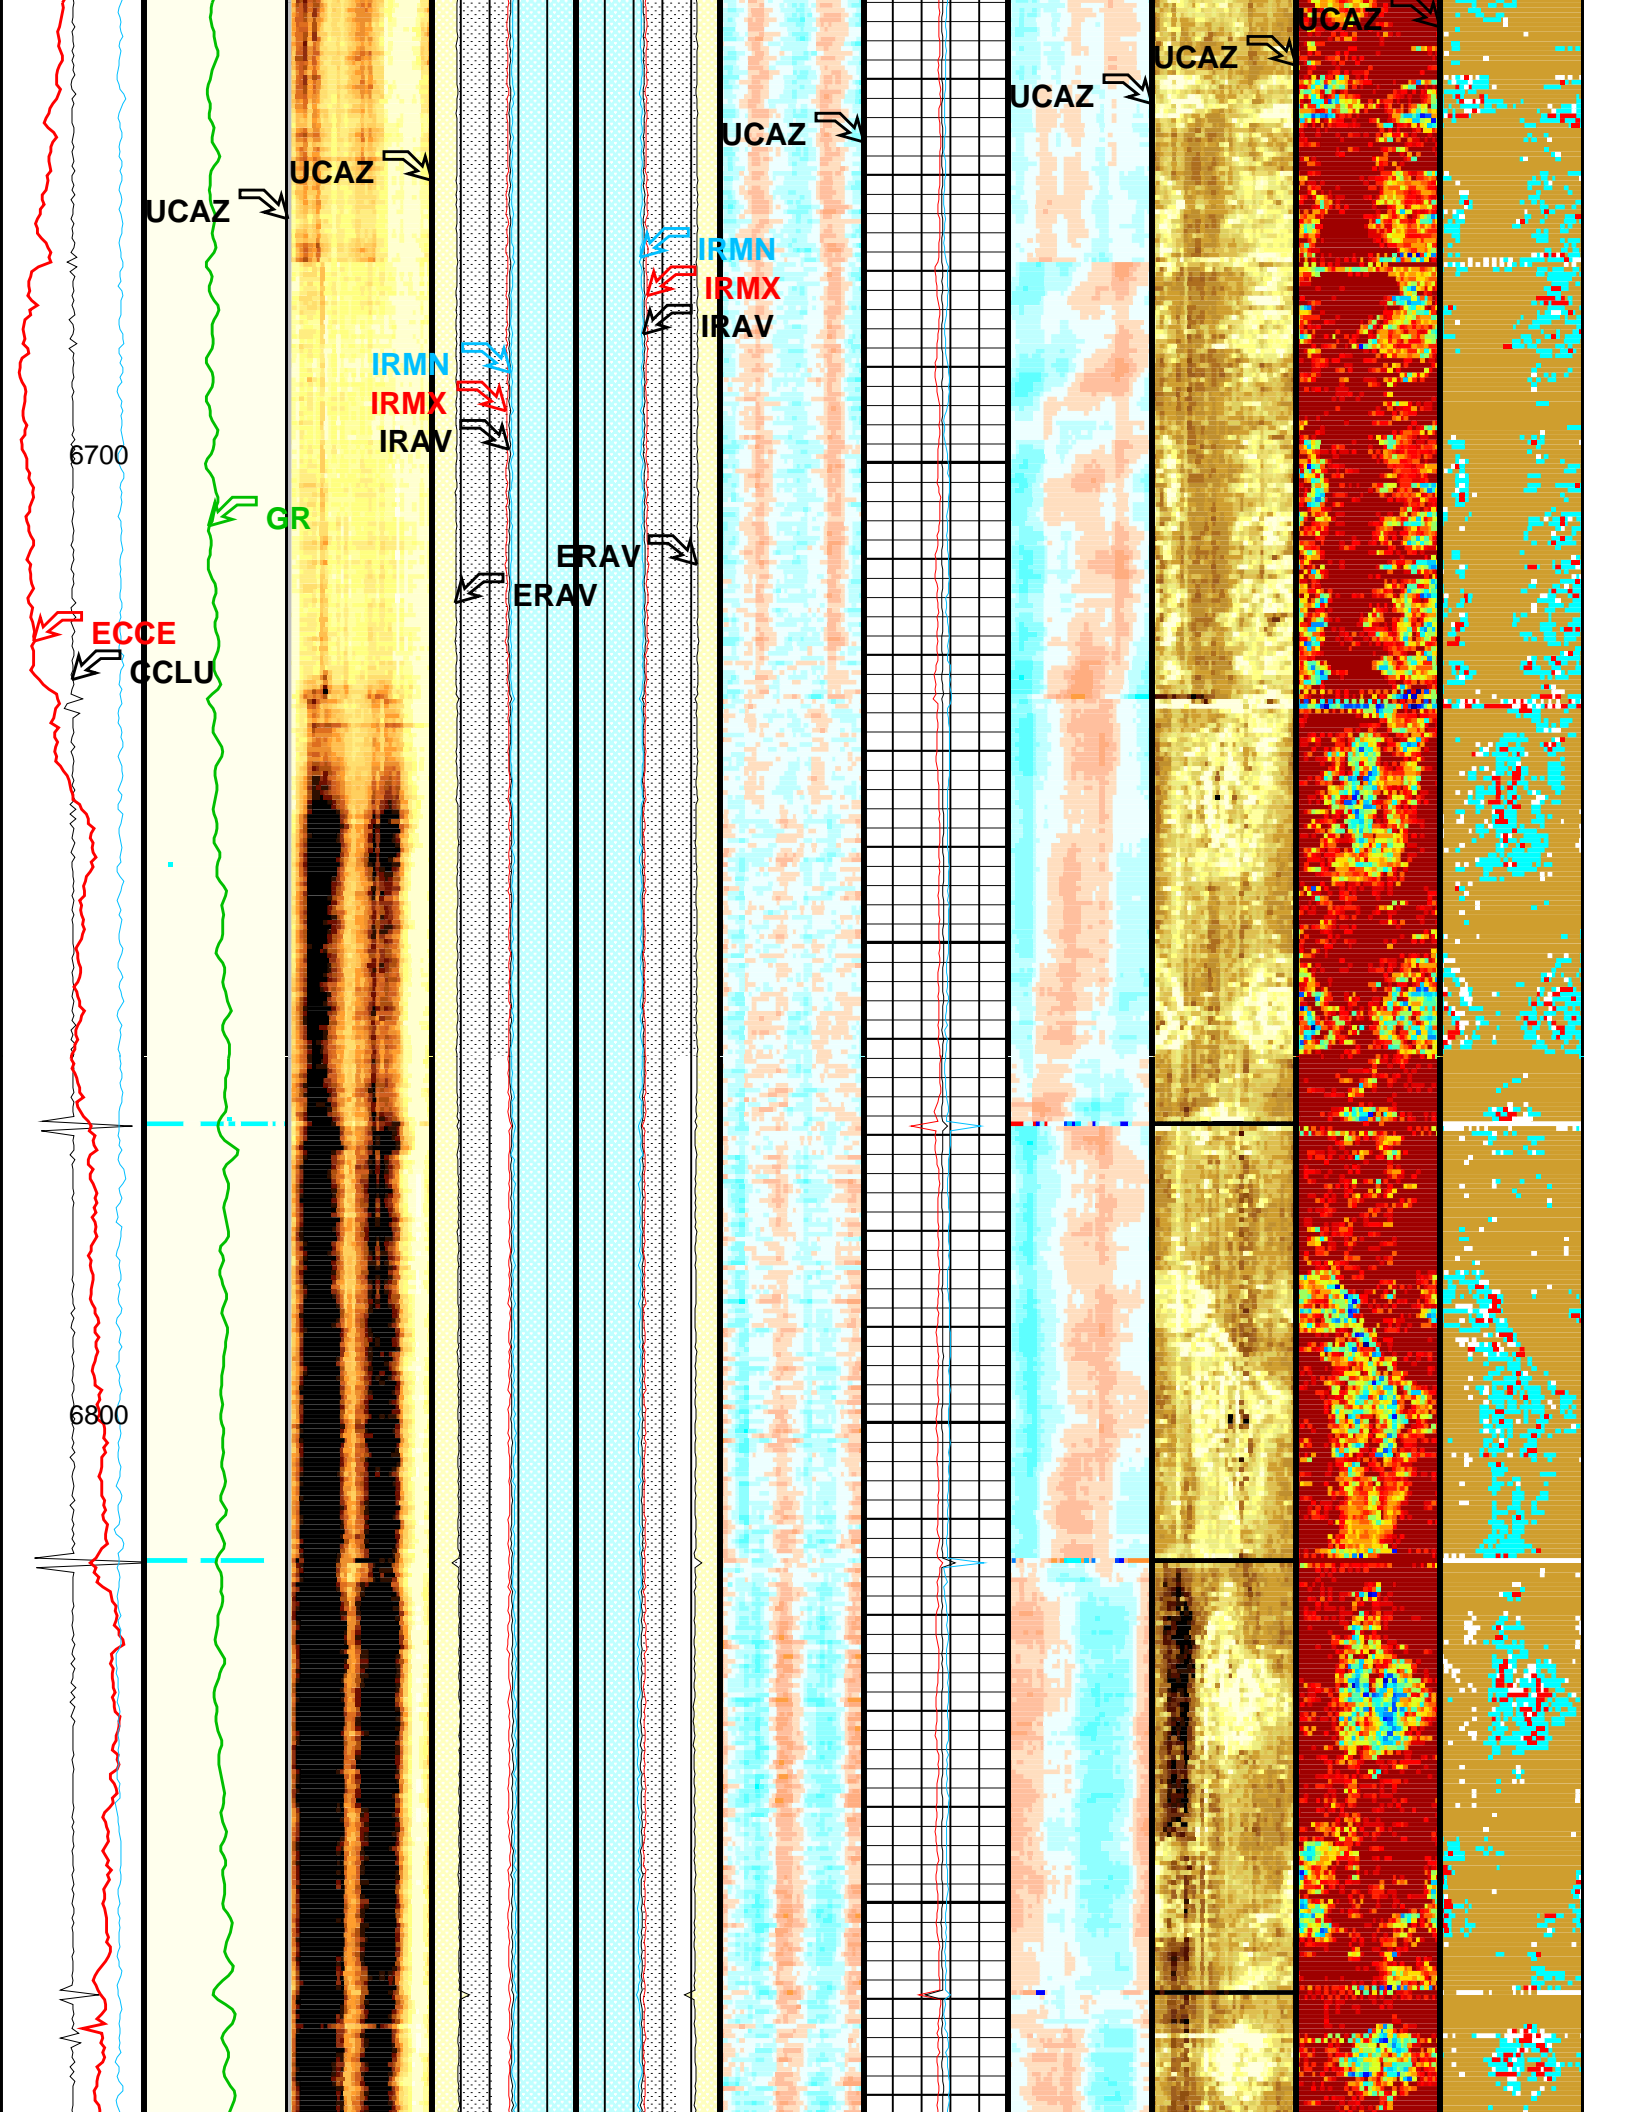 UCAZ
UCAZ
UCAZ
UCAZ
UCAZ
UCAZ
IRMN
IRMX
IRAV
IRMN
IRMX
IRAV
6700
GR
ERAV
ERAV
ECCE
CCLU
6800